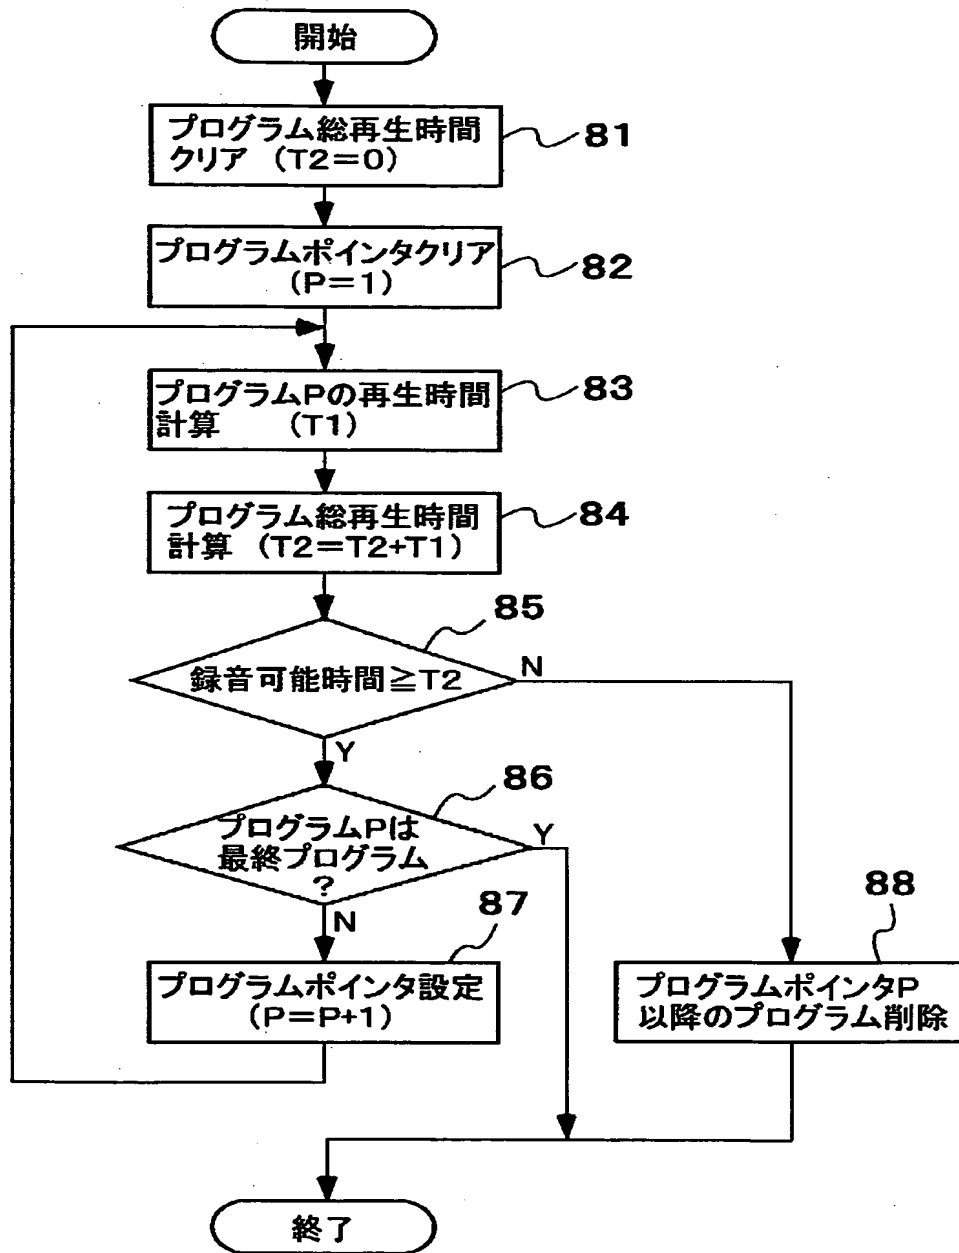 開始
プログラム総再生時間
クリア (T2=0)
81
プログラムポインタクリア
(P=1)
82
プログラムPの再生時間
計算 (T1)
83
プログラム総再生時間
計算 (T2=T2+T1)
84
録音可能時間≧T2
85
N
Y
プログラムPは
最終プログラム
?
86
Y
N
プログラムポインタ設定
(P=P+1)
87
プログラムポインタP
以降のプログラム削除
88
終了